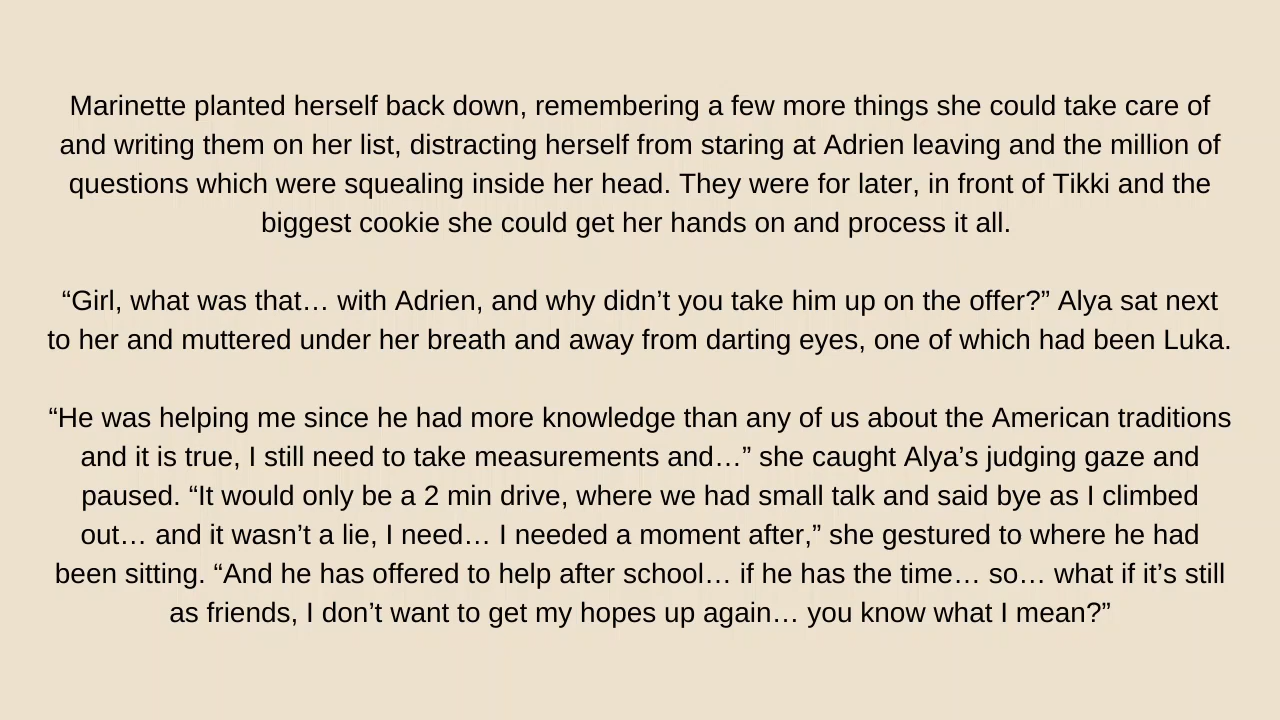 Marinette planted herself back down, remembering a few more things she could take care of
and writing them on her list, distracting herself from staring at Adrien leaving and the million of
questions which were squealing inside her head. They were for later, in front of Tikki and the
biggest cookie she could get her hands on and process it all.
“Girl, what was that… with Adrien, and why didn’t you take him up on the offer?” Alya sat next
to her and muttered under her breath and away from darting eyes, one of which had been Luka.
“He was helping me since he had more knowledge than any of us about the American traditions
and it is true, I still need to take measurements and…” she caught Alya’s judging gaze and
paused. “It would only be a 2 min drive, where we had small talk and said bye as I climbed
out… and it wasn’t a lie, I need… I needed a moment after,” she gestured to where he had
been sitting. “And he has offered to help after school… if he has the time… so… what if it’s still
as friends, I don’t want to get my hopes up again… you know what I mean?”